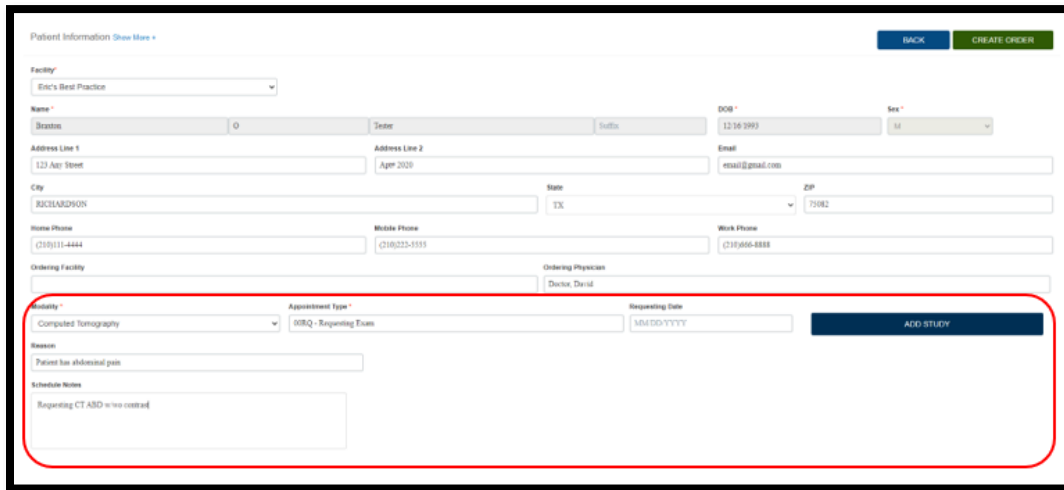 Patient Information Show More +
BACK
CREATE ORDER
Facility*
Eric's Best Practice
Name * DOB * Sex *
Branton O Tester Suffix 12/16/1993 M
Address Line 1 Address Line 2 Email
123 Any Street Apt# 2020 email@gmail.com
City State ZIP
RICHARDSON TX 75082
Home Phone Mobile Phone Work Phone
(210)111-4444 (210)222-5555 (210)666-8888
Ordering Facility Ordering Physician
Doctor, David
Modality * Appointment Type * Requesting Date
Computed Tomography 00RQ - Requesting Exam MM/DD/YYYY ADD STUDY
Reason
Patient has abdominal pain
Schedule Notes
Requesting CT ABD w/wo contrast